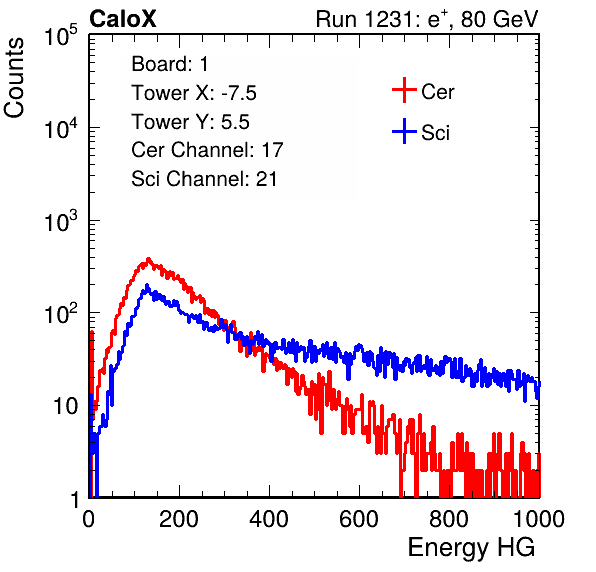 CaloX Run 1231: e⁺, 80 GeV
Counts
Board: 1
Tower X: -7.5
Tower Y: 5.5
Cer Channel: 17
Sci Channel: 21
Cer
Sci
10⁵
10⁴
10³
10²
10
1
0 200 400 600 800 1000
Energy HG